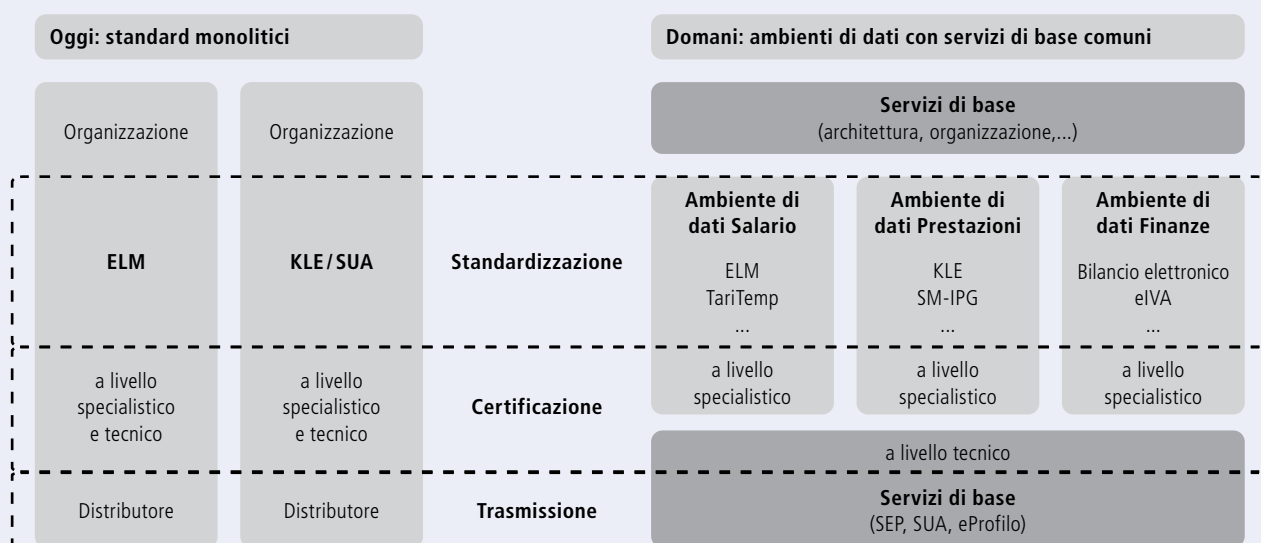 Oggi: standard monolitici
Domani: ambienti di dati con servizi di base comuni
Organizzazione
Organizzazione
Servizi di base
(architettura, organizzazione,...)
ELM
KLE/SUA
Standardizzazione
Ambiente di
dati Salario
ELM
TariTemp
...
Ambiente di
dati Prestazioni
KLE
SM-IPG
...
Ambiente di
dati Finanze
Bilancio elettronico
eIVA
...
a livello
specialistico
e tecnico
a livello
specialistico
e tecnico
Certificazione
a livello
specialistico
a livello
specialistico
a livello
specialistico
a livello tecnico
Distributore
Distributore
Trasmissione
Servizi di base
(SEP, SUA, eProfilo)